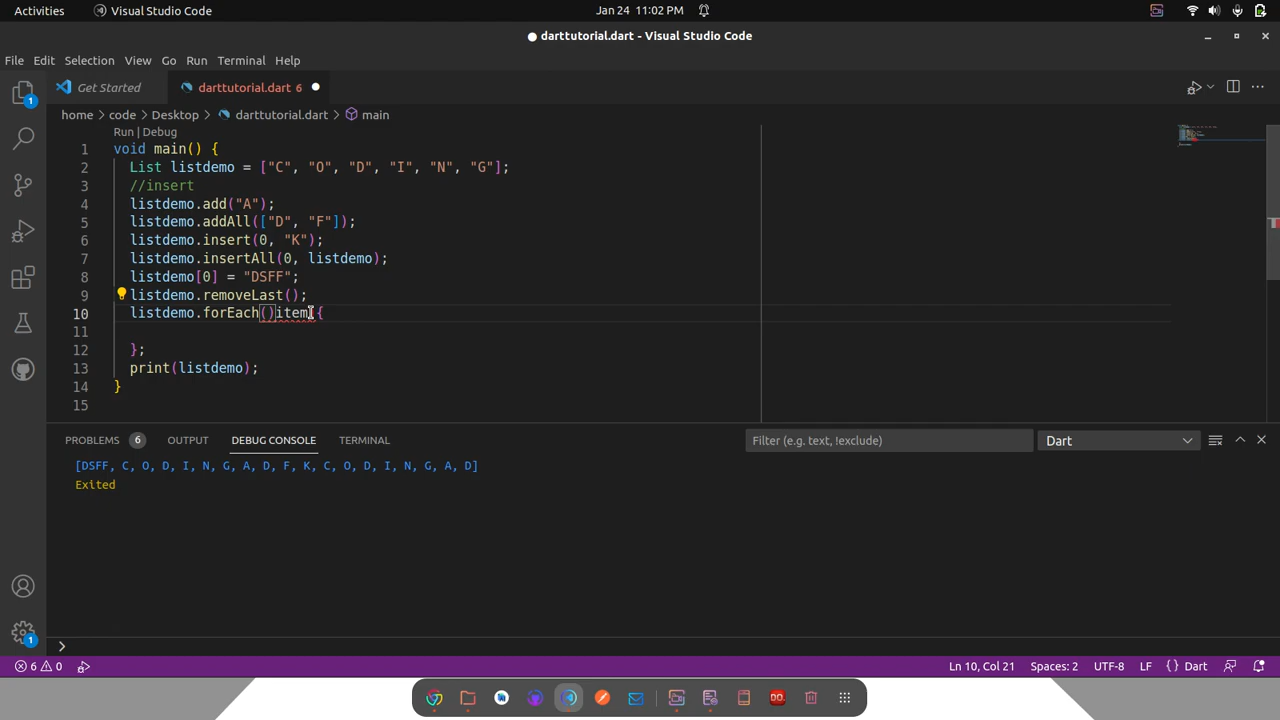 Activities Visual Studio Code Jan 24 11:02 PM
darttutorial.dart - Visual Studio Code
File Edit Selection View Go Run Terminal Help
Get Started darttutorial.dart 6
home > code > Desktop > darttutorial.dart > main
Run | Debug
1 void main() {
2 List listdemo = ["C", "O", "D", "I", "N", "G"];
3 //insert
4 listdemo.add("A");
5 listdemo.addAll(["D", "F"]);
6 listdemo.insert(0, "K");
7 listdemo.insertAll(0, listdemo);
8 listdemo[0] = "DSFF";
9 listdemo.removeLast();
10 listdemo.forEach()item){
11
12 };
13 print(listdemo);
14 }
15
PROBLEMS 6 OUTPUT DEBUG CONSOLE TERMINAL Filter (e.g. text, !exclude) Dart
[DSFF, C, O, D, I, N, G, A, D, F, K, C, O, D, I, N, G, A, D]
Exited
6 0 Ln 10, Col 21 Spaces: 2 UTF-8 LF {} Dart